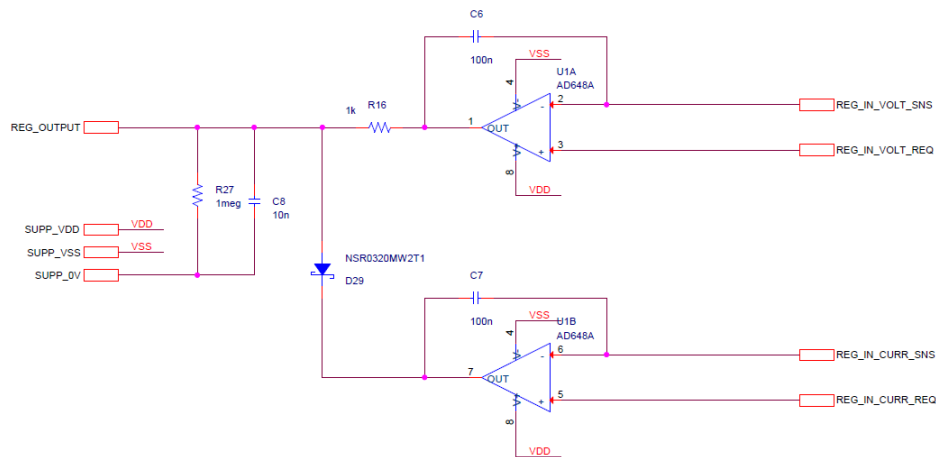 C6
VSS
100n
4
U1A
AD648A
R16
1k
V-
2
-
REG_IN_VOLT_SNS
REG_OUTPUT
1
OUT
+
3
REG_IN_VOLT_REQ
V+
8
VDD
R27
1meg
C8
10n
SUPP_VDD
VDD
SUPP_VSS
VSS
SUPP_0V
NSR0320MW2T1
D29
C7
100n
VSS
4
U1B
AD648A
V-
6
-
REG_IN_CURR_SNS
7
OUT
+
5
REG_IN_CURR_REQ
V+
8
VDD